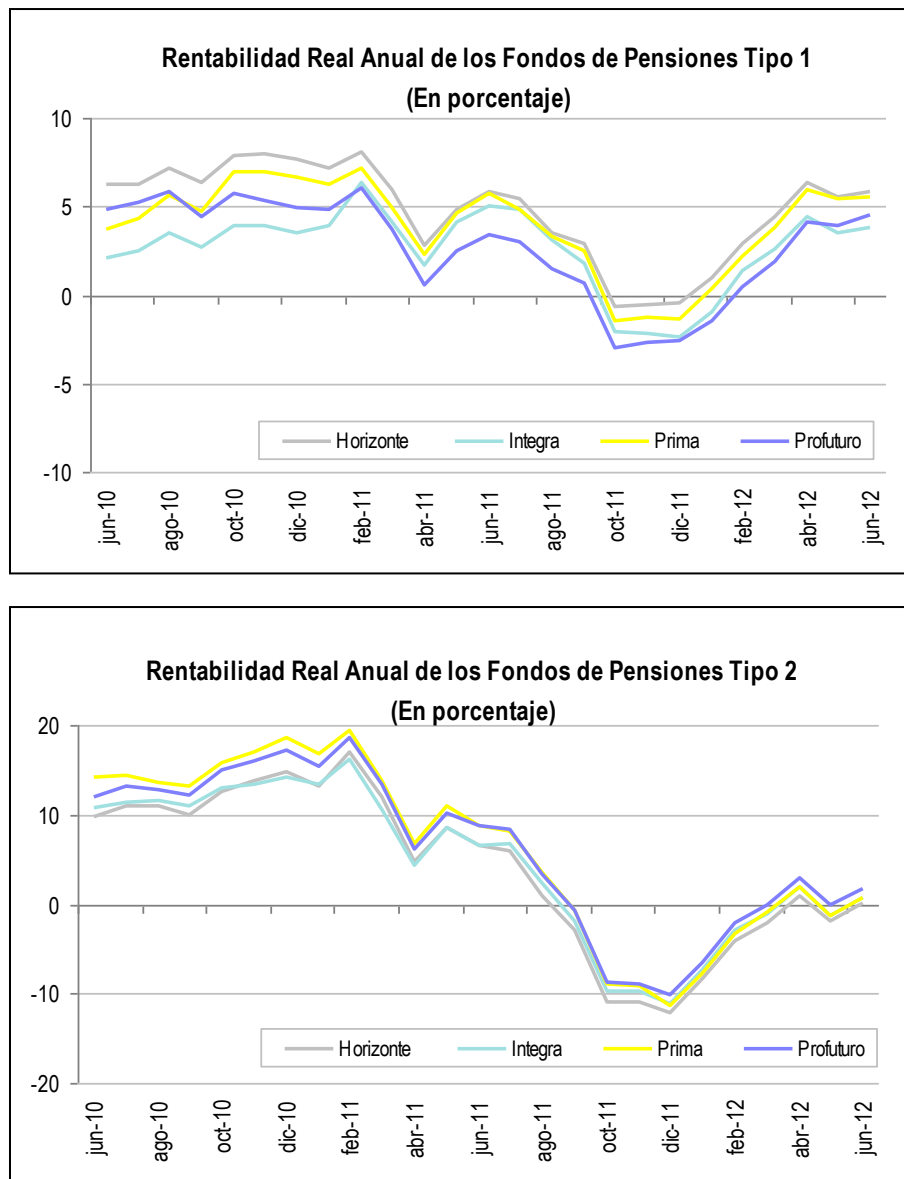 Rentabilidad Real Anual de los Fondos de Pensiones Tipo 1
(En porcentaje)
10
5
0
-5
-10
Horizonte Integra Prima Profuturo
jun-10 ago-10 oct-10 dic-10 feb-11 abr-11 jun-11 ago-11 oct-11 dic-11 feb-12 abr-12 jun-12
Rentabilidad Real Anual de los Fondos de Pensiones Tipo 2
(En porcentaje)
20
10
0
-10
-20
Horizonte Integra Prima Profuturo
jun-10 ago-10 oct-10 dic-10 feb-11 abr-11 jun-11 ago-11 oct-11 dic-11 feb-12 abr-12 jun-12